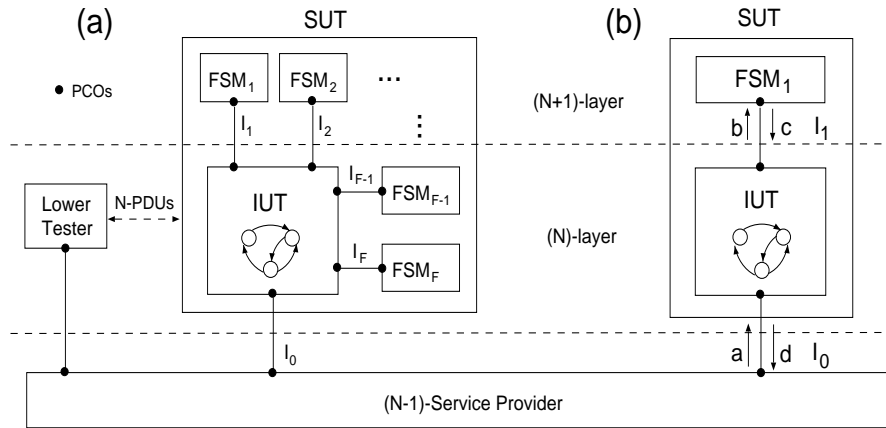 (a)
SUT
(b)
SUT
PCOs
FSM1
FSM2
...
FSM1
(N+1)-layer
I1
I2
...
b
c
I1
Lower
Tester
N-PDUs
IUT
IF-1
FSMF-1
IF
FSMF
(N)-layer
IUT
I0
a
d
I0
(N-1)-Service Provider